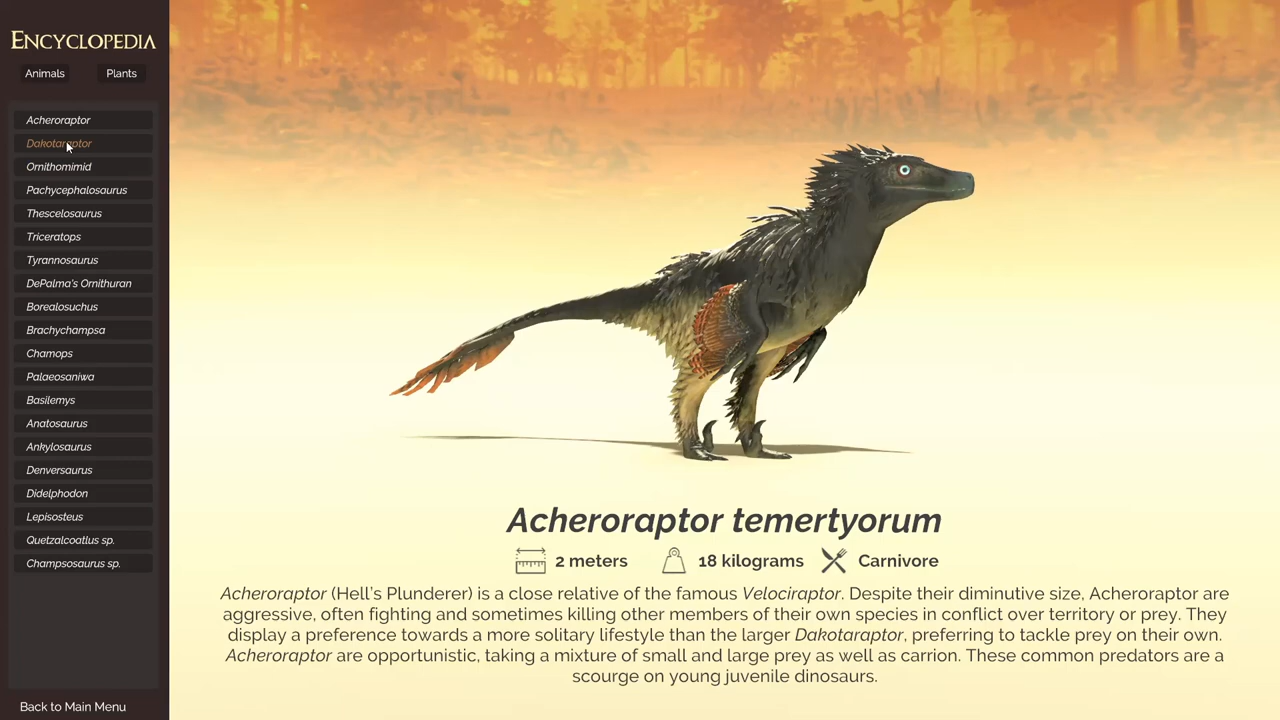 ENCYCLOPEDIA
Animals Plants
Acheroraptor
Dakotaraptor
Ornithomimid
Pachycephalosaurus
Thescelosaurus
Triceratops
Tyrannosaurus
DePalma's Ornithuran
Borealosuchus
Brachychampsa
Chamops
Palaeosaniwa
Basilemys
Anatosaurus
Ankylosaurus
Denversaurus
Didelphodon
Lepisosteus
Quetzalcoatlus sp.
Champsosaurus sp.
Back to Main Menu
Acheroraptor temertyorum
2 meters 18 kilograms Carnivore
Acheroraptor (Hell's Plunderer) is a close relative of the famous Velociraptor. Despite their diminutive size, Acheroraptor are
aggressive, often fighting and sometimes killing other members of their own species in conflict over territory or prey. They
display a preference towards a more solitary lifestyle than the larger Dakotaraptor, preferring to tackle prey on their own.
Acheroraptor are opportunistic, taking a mixture of small and large prey as well as carrion. These common predators are a
scourge on young juvenile dinosaurs.